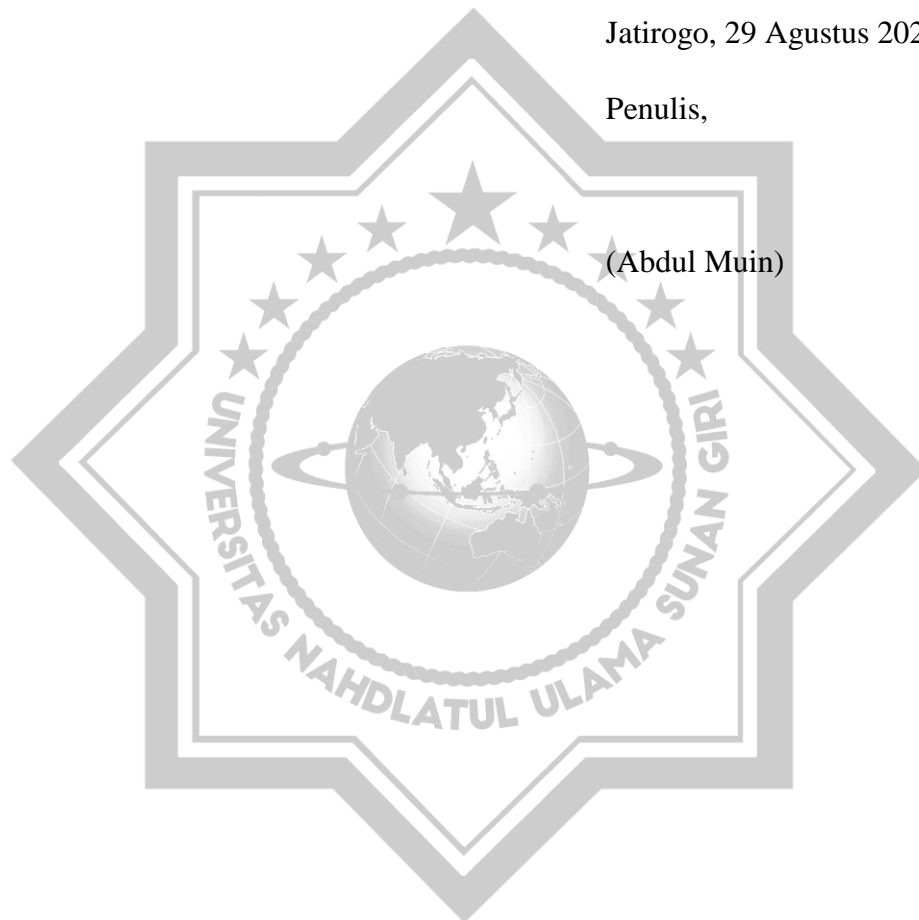 Jatirogo, 29 Agustus 202
Penulis,
(Abdul Muin)
UNIVERSITAS NAHDLATUL ULAMA SUNAN GIRI